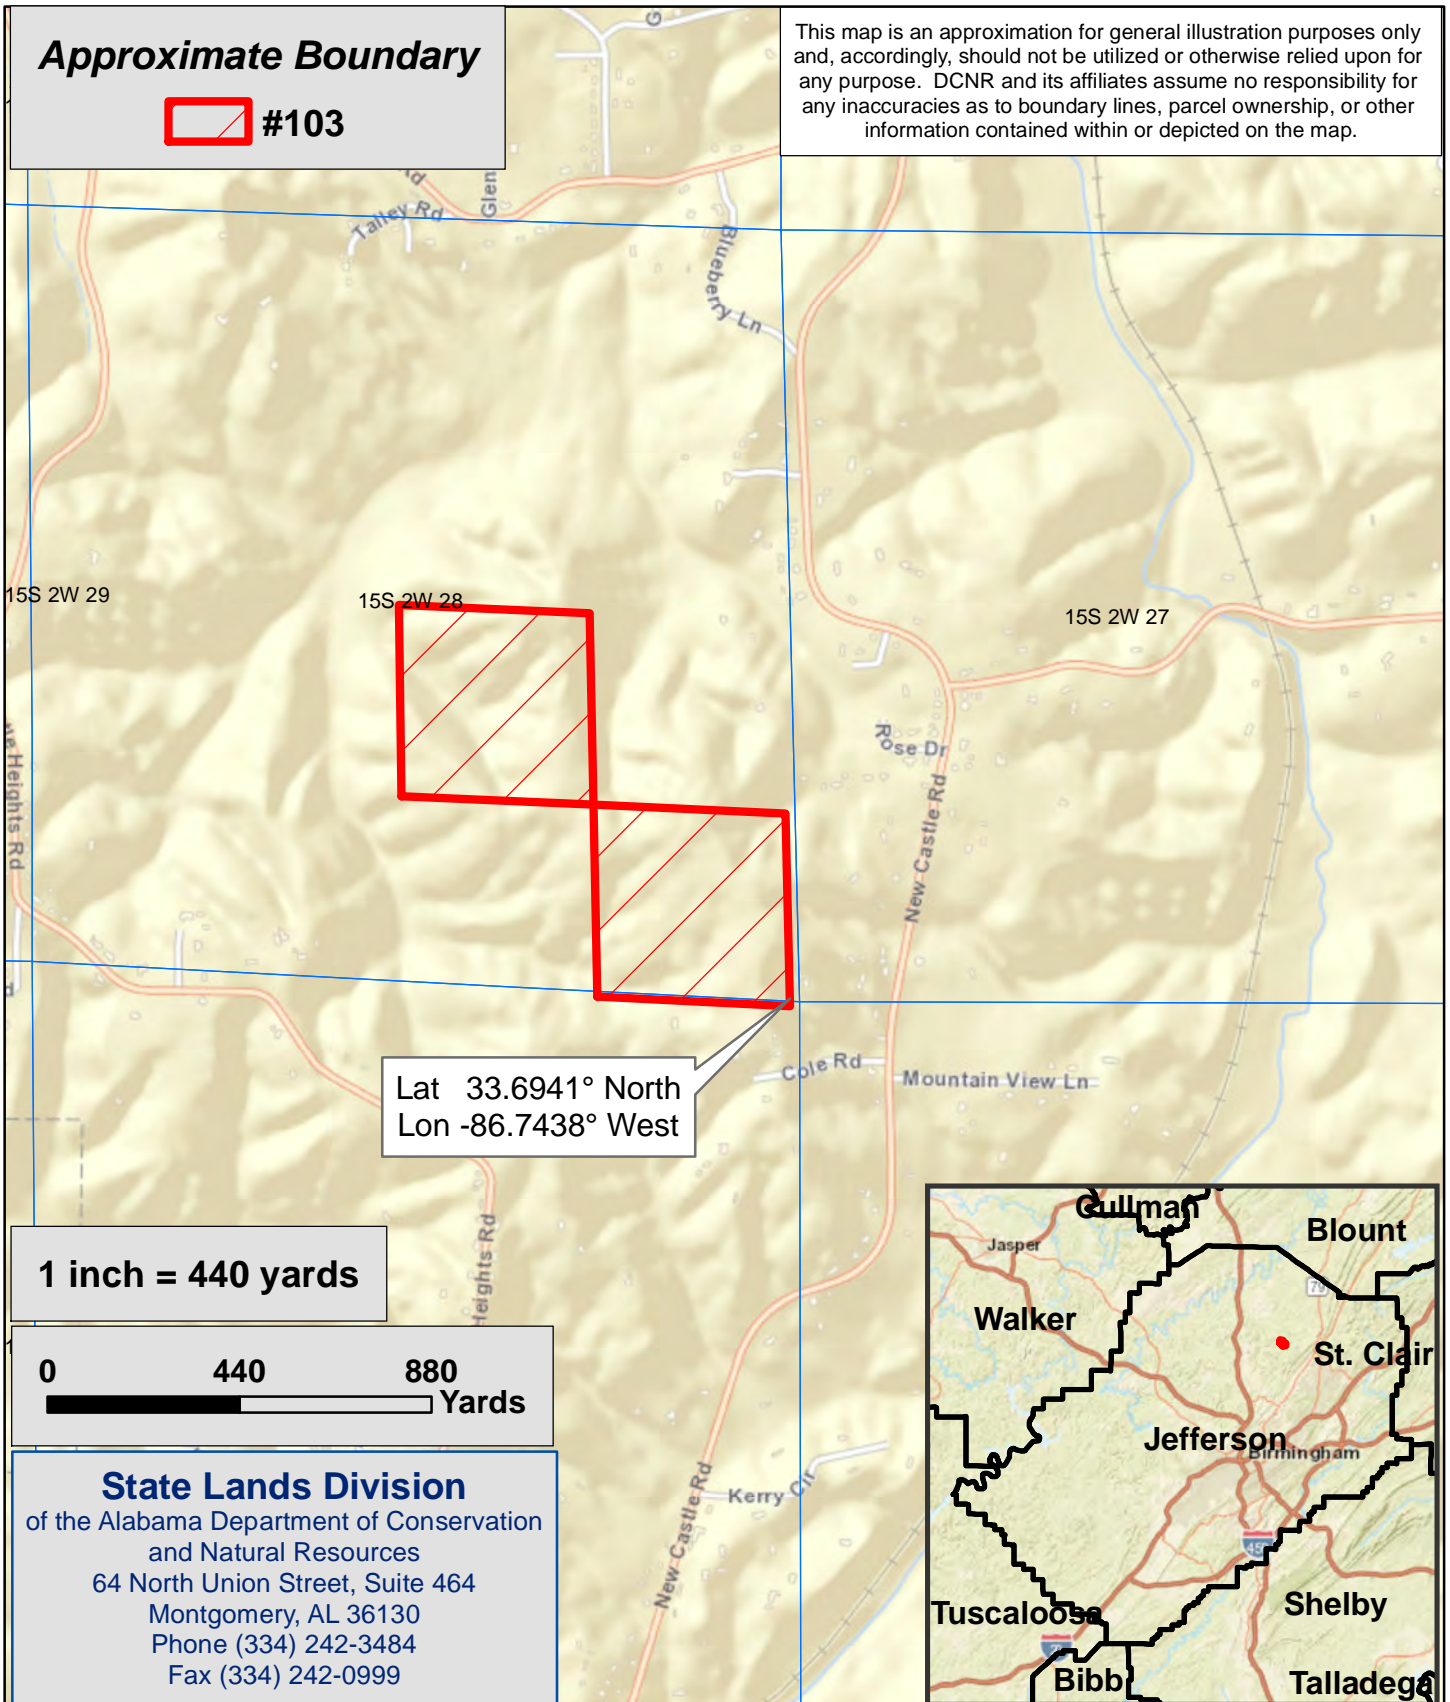 Approximate Boundary
#103
This map is an approximation for general illustration purposes only
and, accordingly, should not be utilized or otherwise relied upon for
any purpose. DCNR and its affiliates assume no responsibility for
any inaccuracies as to boundary lines, parcel ownership, or other
information contained within or depicted on the map.
Rd
Glen
Talley Rd
Blueberry Ln
15S 2W 29
15S 2W 28
15S 2W 27
Rose Dr
New Castle Rd
Heights Rd
Lat 33.6941° North
Lon -86.7438° West
Cole Rd
Mountain View Ln
Heights Rd
1 inch = 440 yards
0 440 880
Yards
New Castle Rd
Kerry Cir
State Lands Division
of the Alabama Department of Conservation
and Natural Resources
64 North Union Street, Suite 464
Montgomery, AL 36130
Phone (334) 242-3484
Fax (334) 242-0999
Cullman
Blount
Jasper
79
Walker
St. Clair
Jefferson
Birmingham
459
Tuscaloosa
Shelby
Bibb
Talladega